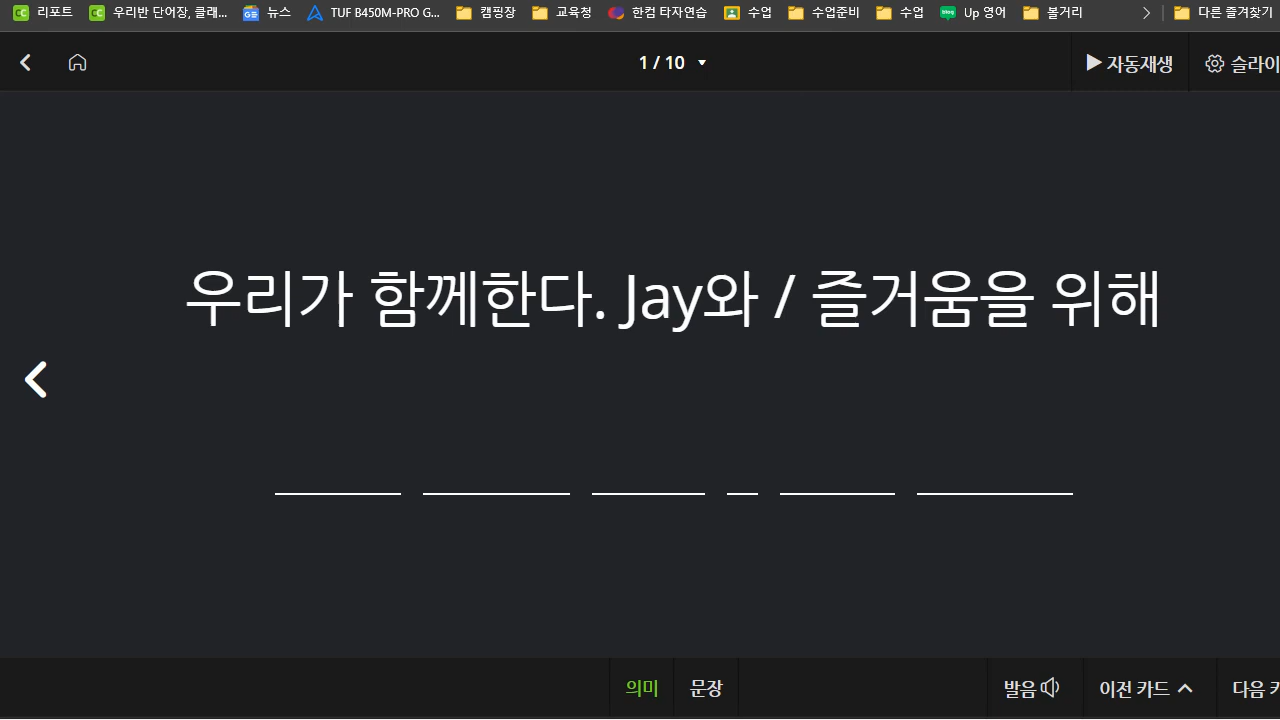 리포트 우리반 단어장, 클래... 뉴스 TUF B450M-PRO G... 캠핑장 교육청 한컴 타자연습 수업 수업준비 수업 Up 영어 볼거리 다른 즐겨찾기
1 / 10 자동재생 슬라이
우리가 함께한다. Jay와 / 즐거움을 위해
의미 문장 발음 이전 카드 다음 카